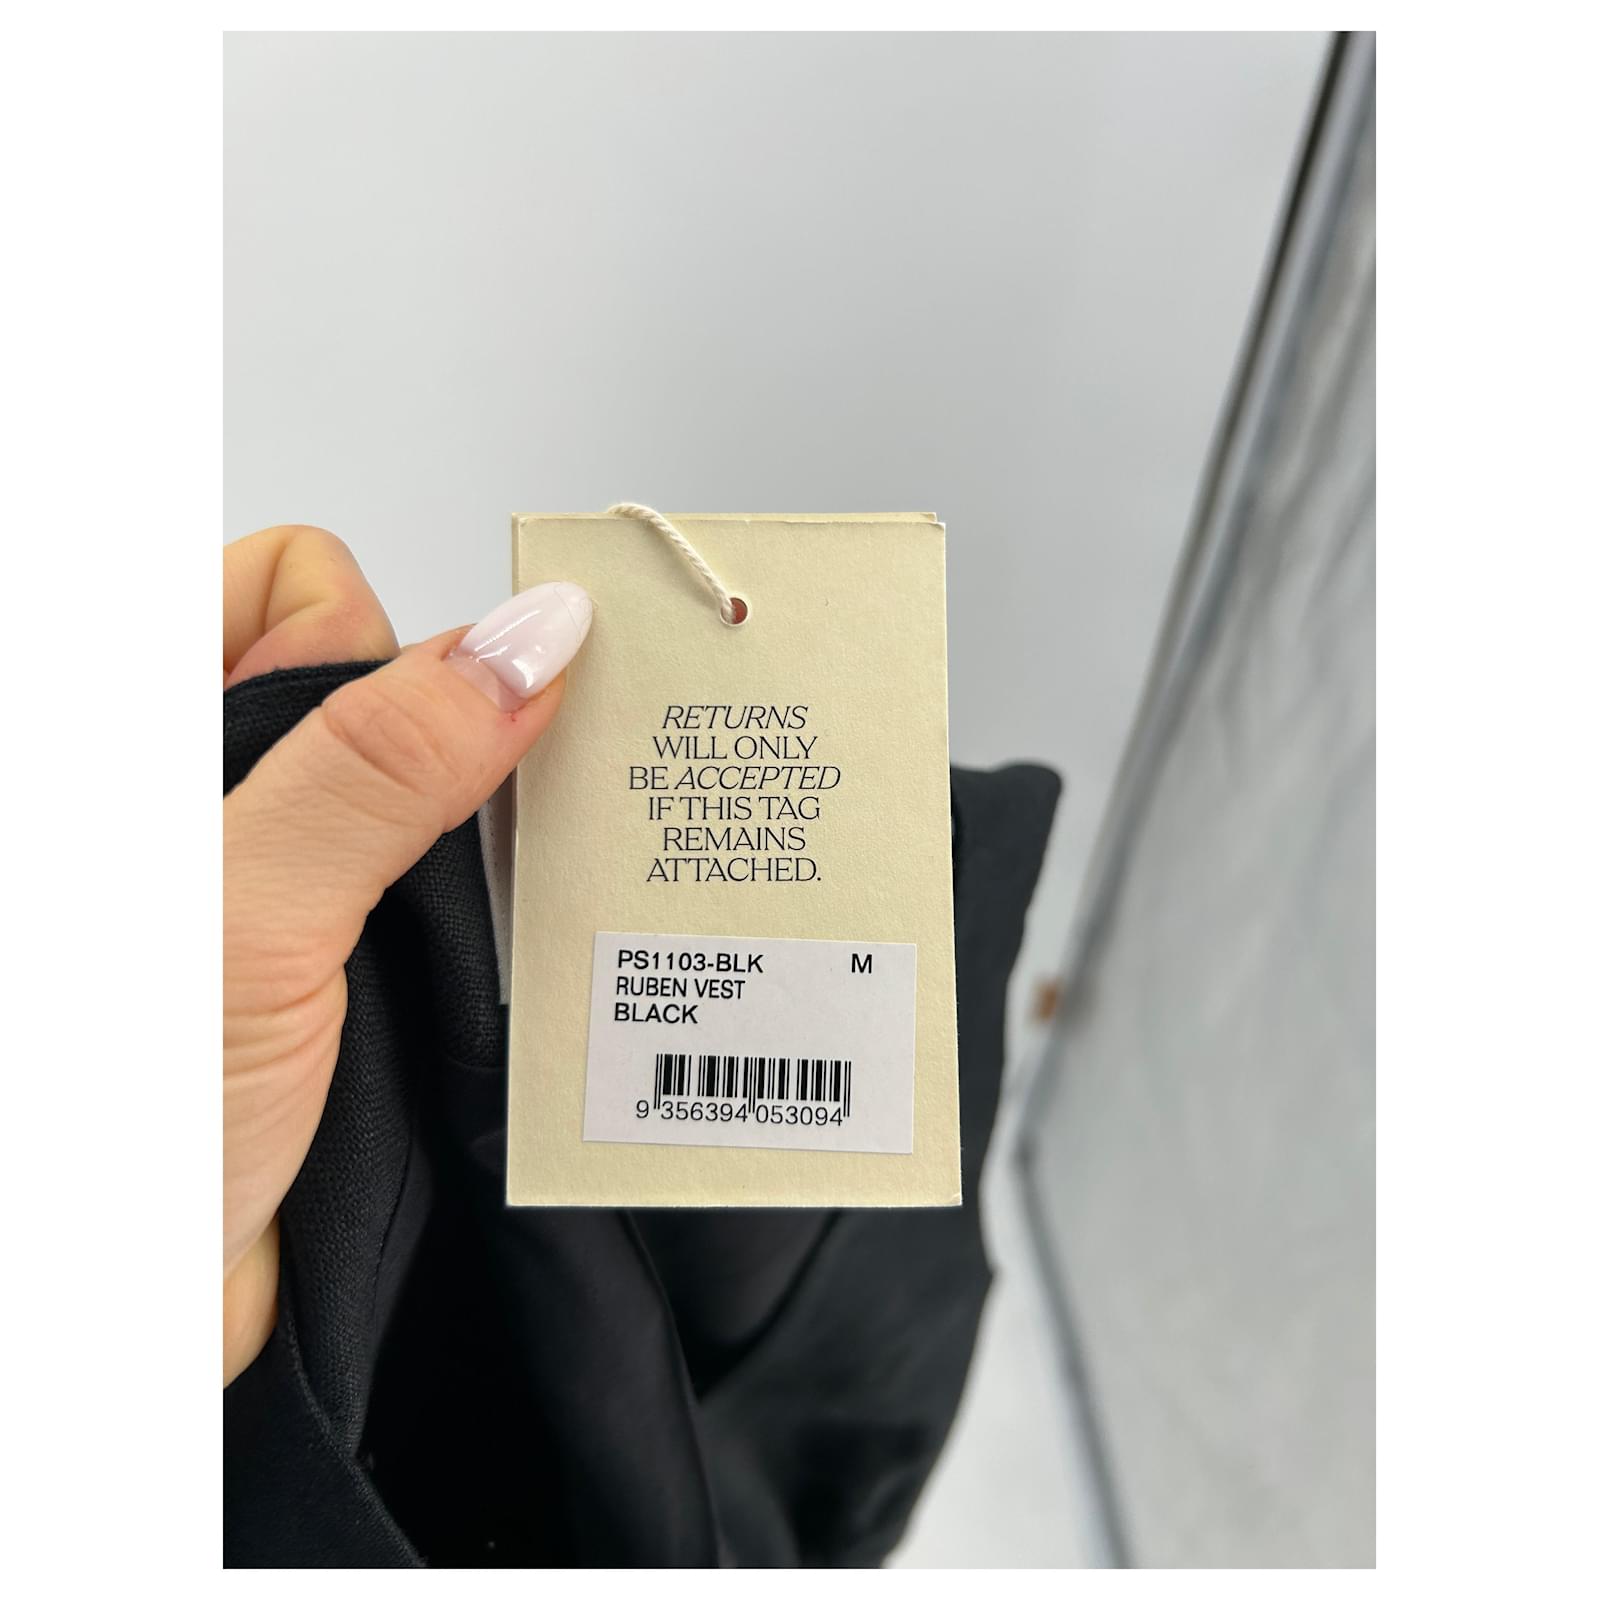 RETURNS
WILL ONLY
BE ACCEPTED
IF THIS TAG
REMAINS
ATTACHED.
PS1103-BLK M
RUBEN VEST
BLACK
9 356394 053094